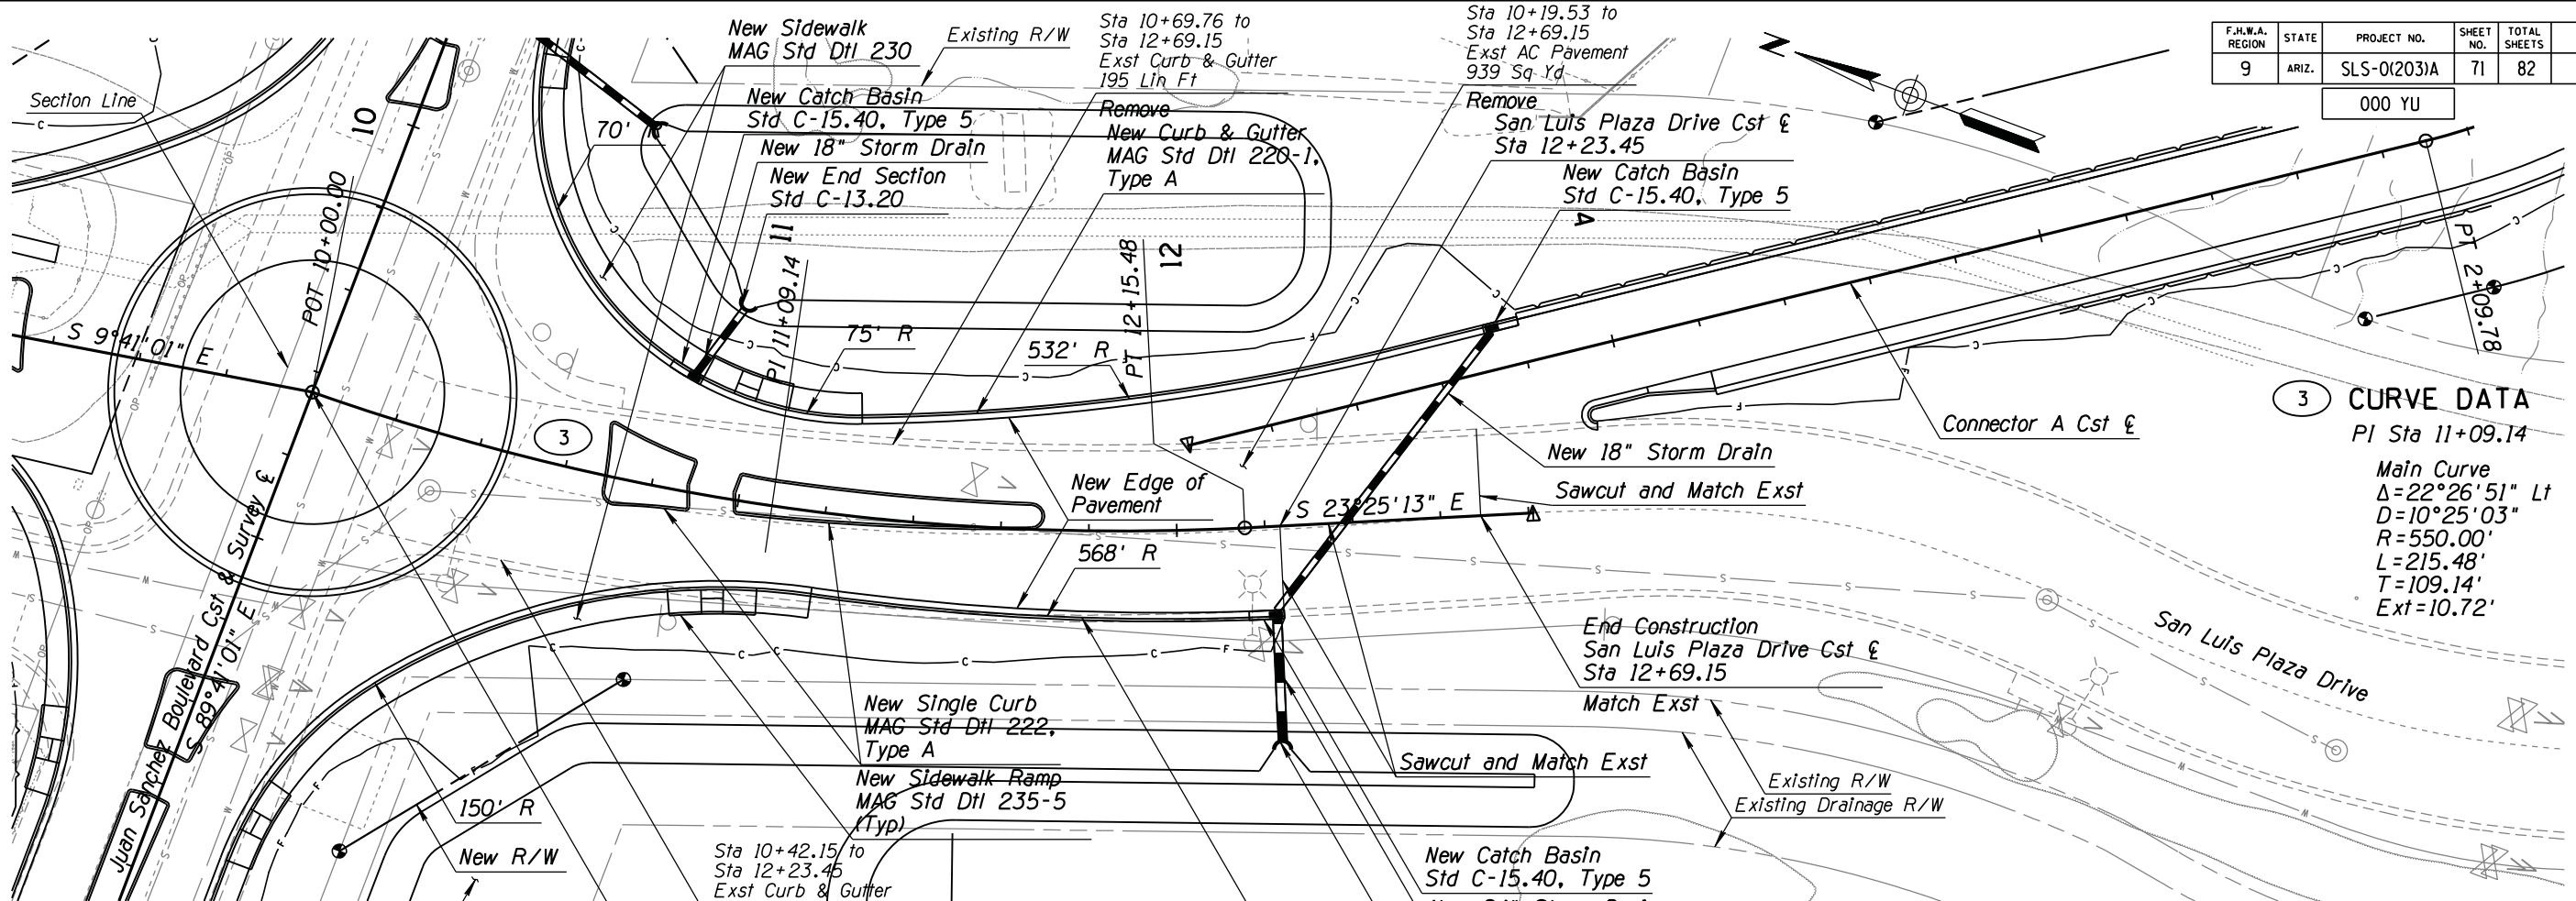 New Sidewalk
MAG Std Dtl 230
Existing R/W
Sta 10+69.76 to
Sta 12+69.15
Exst Curb & Gutter
195 Lin Ft
Remove
Sta 10+19.53 to
Sta 12+69.15
Exst AC Pavement
939 Sq Yd
Remove
F.H.W.A.
REGION
STATE
PROJECT NO.
SHEET
NO.
TOTAL
SHEETS
9
ARIZ.
SLS-0(203)A
71
82
000 YU
Section Line
10
70' R
New Catch Basin
Std C-15.40, Type 5
New 18" Storm Drain
New End Section
Std C-13.20
New Curb & Gutter
MAG Std Dtl 220-1,
Type A
San Luis Plaza Drive Cst ℄
Sta 12+23.45
New Catch Basin
Std C-15.40, Type 5
POT 10+00.00
11
PI 11+09.14
PT 12+15.48
12
A
PT 2+09.78
S 9°41'01" E
75' R
532' R
3
3 CURVE DATA
PI Sta 11+09.14
Main Curve
Δ=22°26'51" Lt
D=10°25'03"
R=550.00'
L=215.48'
T=109.14'
Ext=10.72'
Connector A Cst ℄
New 18" Storm Drain
Sawcut and Match Exst
New Edge of
Pavement
S 23°25'13" E
568' R
Juan Sanchez Boulevard Cst & Survey ℄
S 89°41'01" E
End Construction
San Luis Plaza Drive Cst ℄
Sta 12+69.15
Match Exst
San Luis Plaza Drive
New Single Curb
MAG Std Dtl 222,
Type A
New Sidewalk Ramp
MAG Std Dtl 235-5
(Typ)
Sawcut and Match Exst
Existing R/W
Existing Drainage R/W
150' R
New R/W
Sta 10+42.15 to
Sta 12+23.45
Exst Curb & Gutter
New Catch Basin
Std C-15.40, Type 5